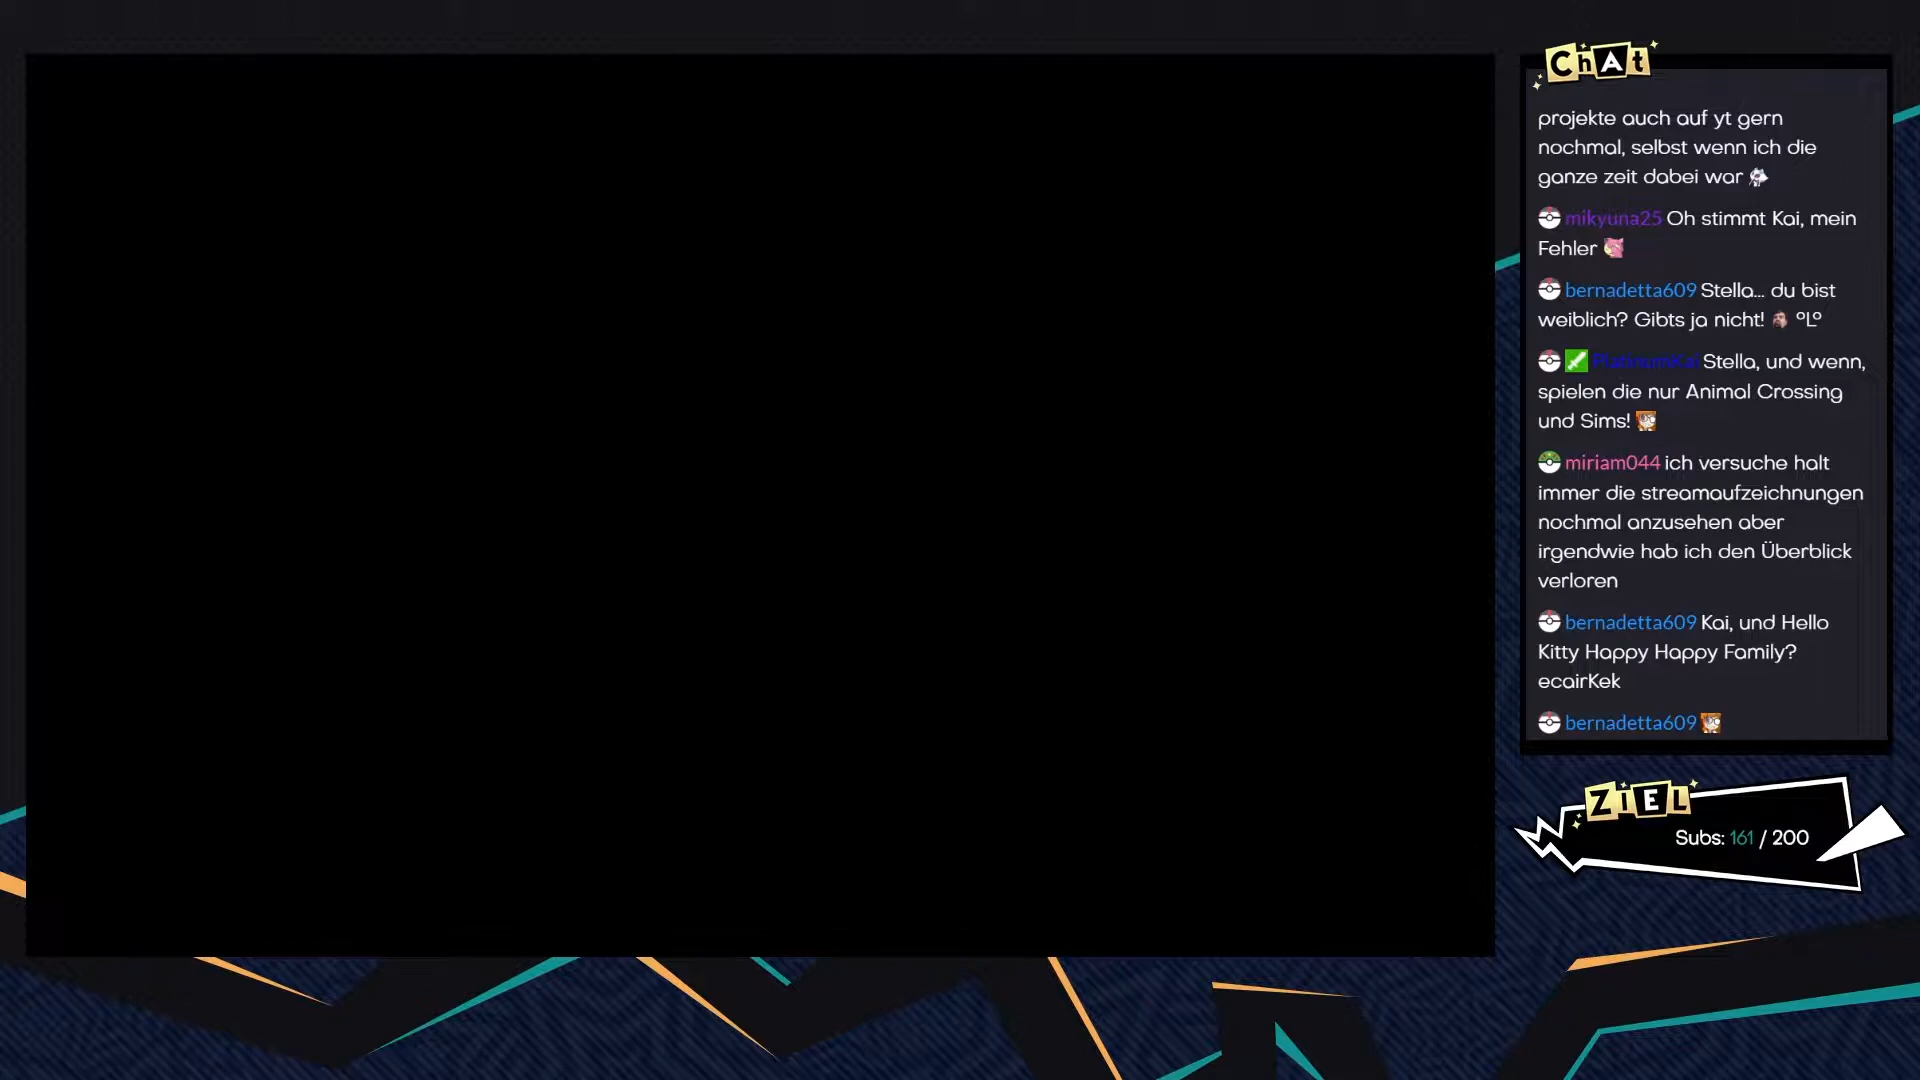 ChAt
projekte auch auf yt gern
nochmal, selbst wenn ich die
ganze zeit dabei war
mikyuna25 Oh stimmt Kai, mein
Fehler
bernadetta609 Stella... du bist
weiblich? Gibts ja nicht! °L°
PlatinumKai Stella, und wenn,
spielen die nur Animal Crossing
und Sims!
miriam044 ich versuche halt
immer die streamaufzeichnungen
nochmal anzusehen aber
irgendwie hab ich den Überblick
verloren
bernadetta609 Kai, und Hello
Kitty Happy Happy Family?
ecairKek
bernadetta609
ZiEL
Subs: 161 / 200